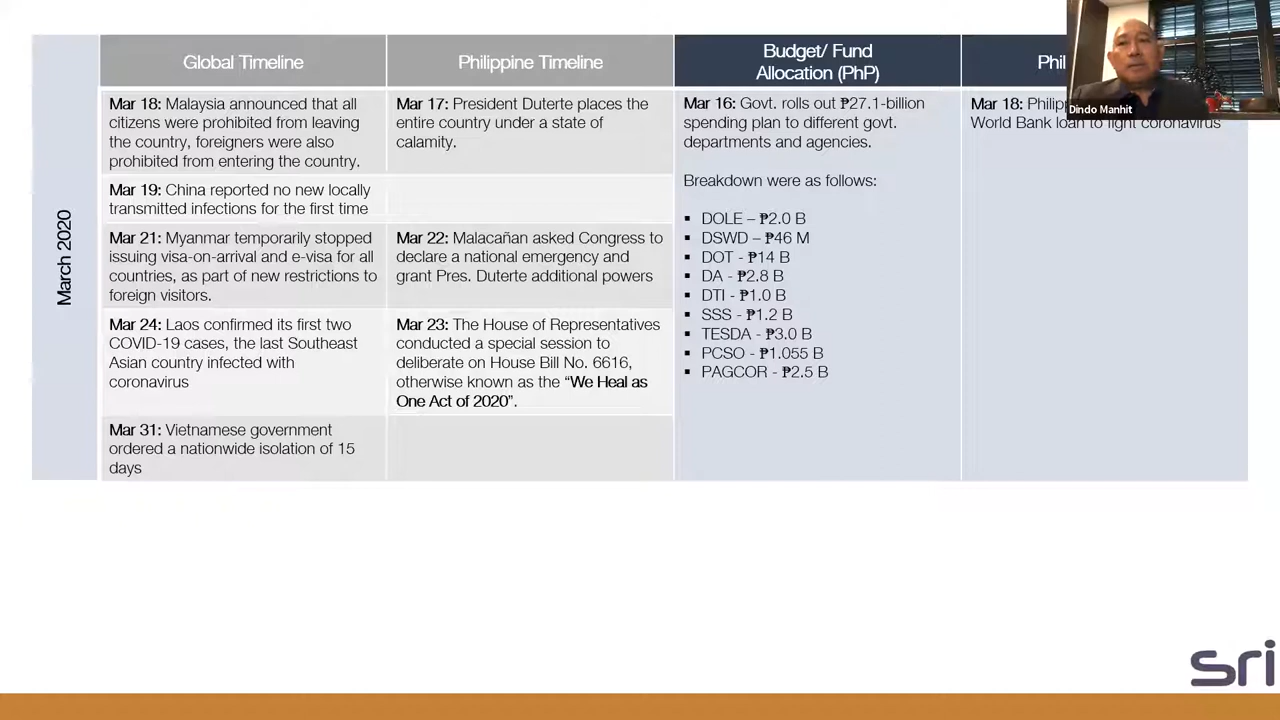 Global Timeline
Philippine Timeline
Budget/ Fund
Allocation (PhP)
March 2020
Mar 18: Malaysia announced that all
citizens were prohibited from leaving
the country, foreigners were also
prohibited from entering the country.
Mar 17: President Duterte places the
entire country under a state of
calamity.
Mar 19: China reported no new locally
transmitted infections for the first time
Mar 21: Myanmar temporarily stopped
issuing visa-on-arrival and e-visa for all
countries, as part of new restrictions to
foreign visitors.
Mar 22: Malacañan asked Congress to
declare a national emergency and
grant Pres. Duterte additional powers
Mar 24: Laos confirmed its first two
COVID-19 cases, the last Southeast
Asian country infected with
coronavirus
Mar 23: The House of Representatives
conducted a special session to
deliberate on House Bill No. 6616,
otherwise known as the “We Heal as
One Act of 2020”.
Mar 31: Vietnamese government
ordered a nationwide isolation of 15
days
Mar 16: Govt. rolls out ₱27.1-billion
spending plan to different govt.
departments and agencies.
Breakdown were as follows:
▪ DOLE – ₱2.0 B
▪ DSWD – ₱46 M
▪ DOT - ₱14 B
▪ DA - ₱2.8 B
▪ DTI - ₱1.0 B
▪ SSS - ₱1.2 B
▪ TESDA - ₱3.0 B
▪ PCSO - ₱1.055 B
▪ PAGCOR - ₱2.5 B
Mar 18:
World Bank loan to fight coronavirus
Dindo Manhit
sri